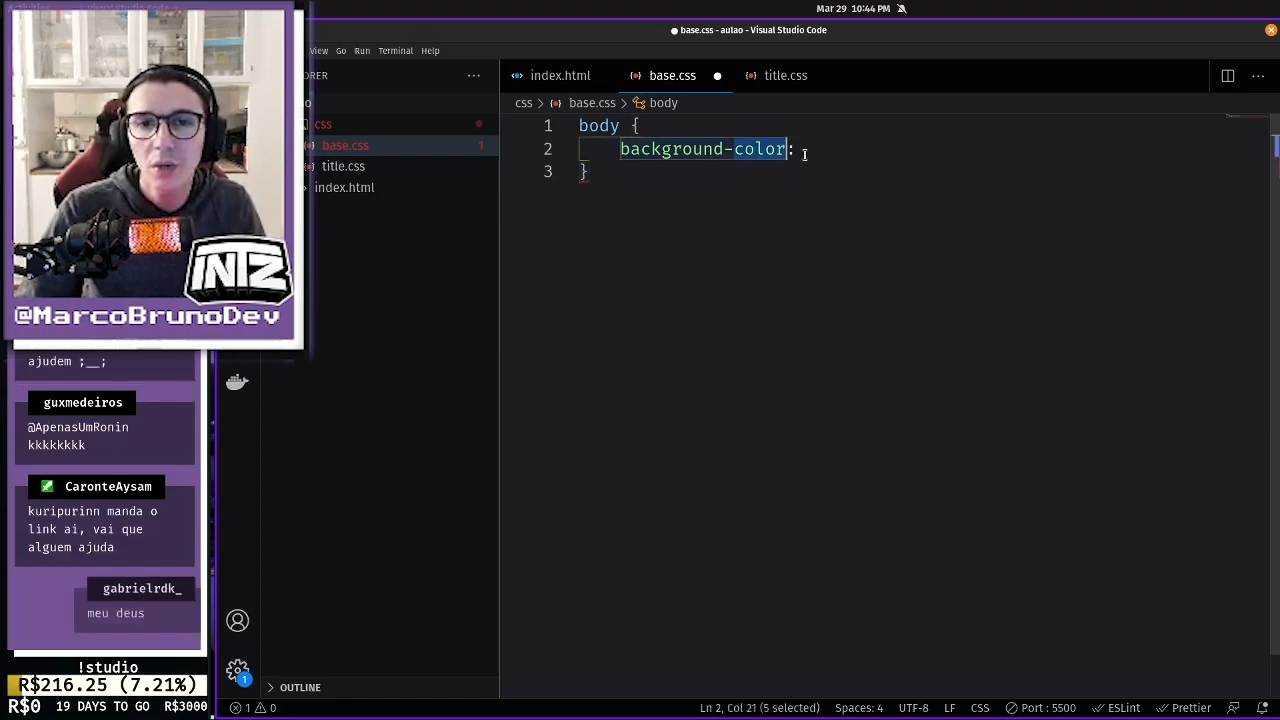 Mar 29 10:44 PM
● base.css - aulao - Visual Studio Code
View Go Run Terminal Help
index.html
base.css
title.css
css > base.css > body
1 body {
2 background-color:
3 }
css
base.css 1
title.css
index.html
INTZ
@MarcoBrunoDev
ajudem ;__;
guxmedeiros
@ApenasUmRonin
kkkkkkkk
CaronteAysam
kuripurinn manda o
link ai, vai que
alguem ajuda
gabrielrdk_
meu deus
!studio
R$216.25 (7.21%)
R$0 19 DAYS TO GO R$3000
1
OUTLINE
1 0
Ln 2, Col 21 (5 selected)
Spaces: 4
UTF-8
LF
CSS
Port : 5500
ESLint
Prettier